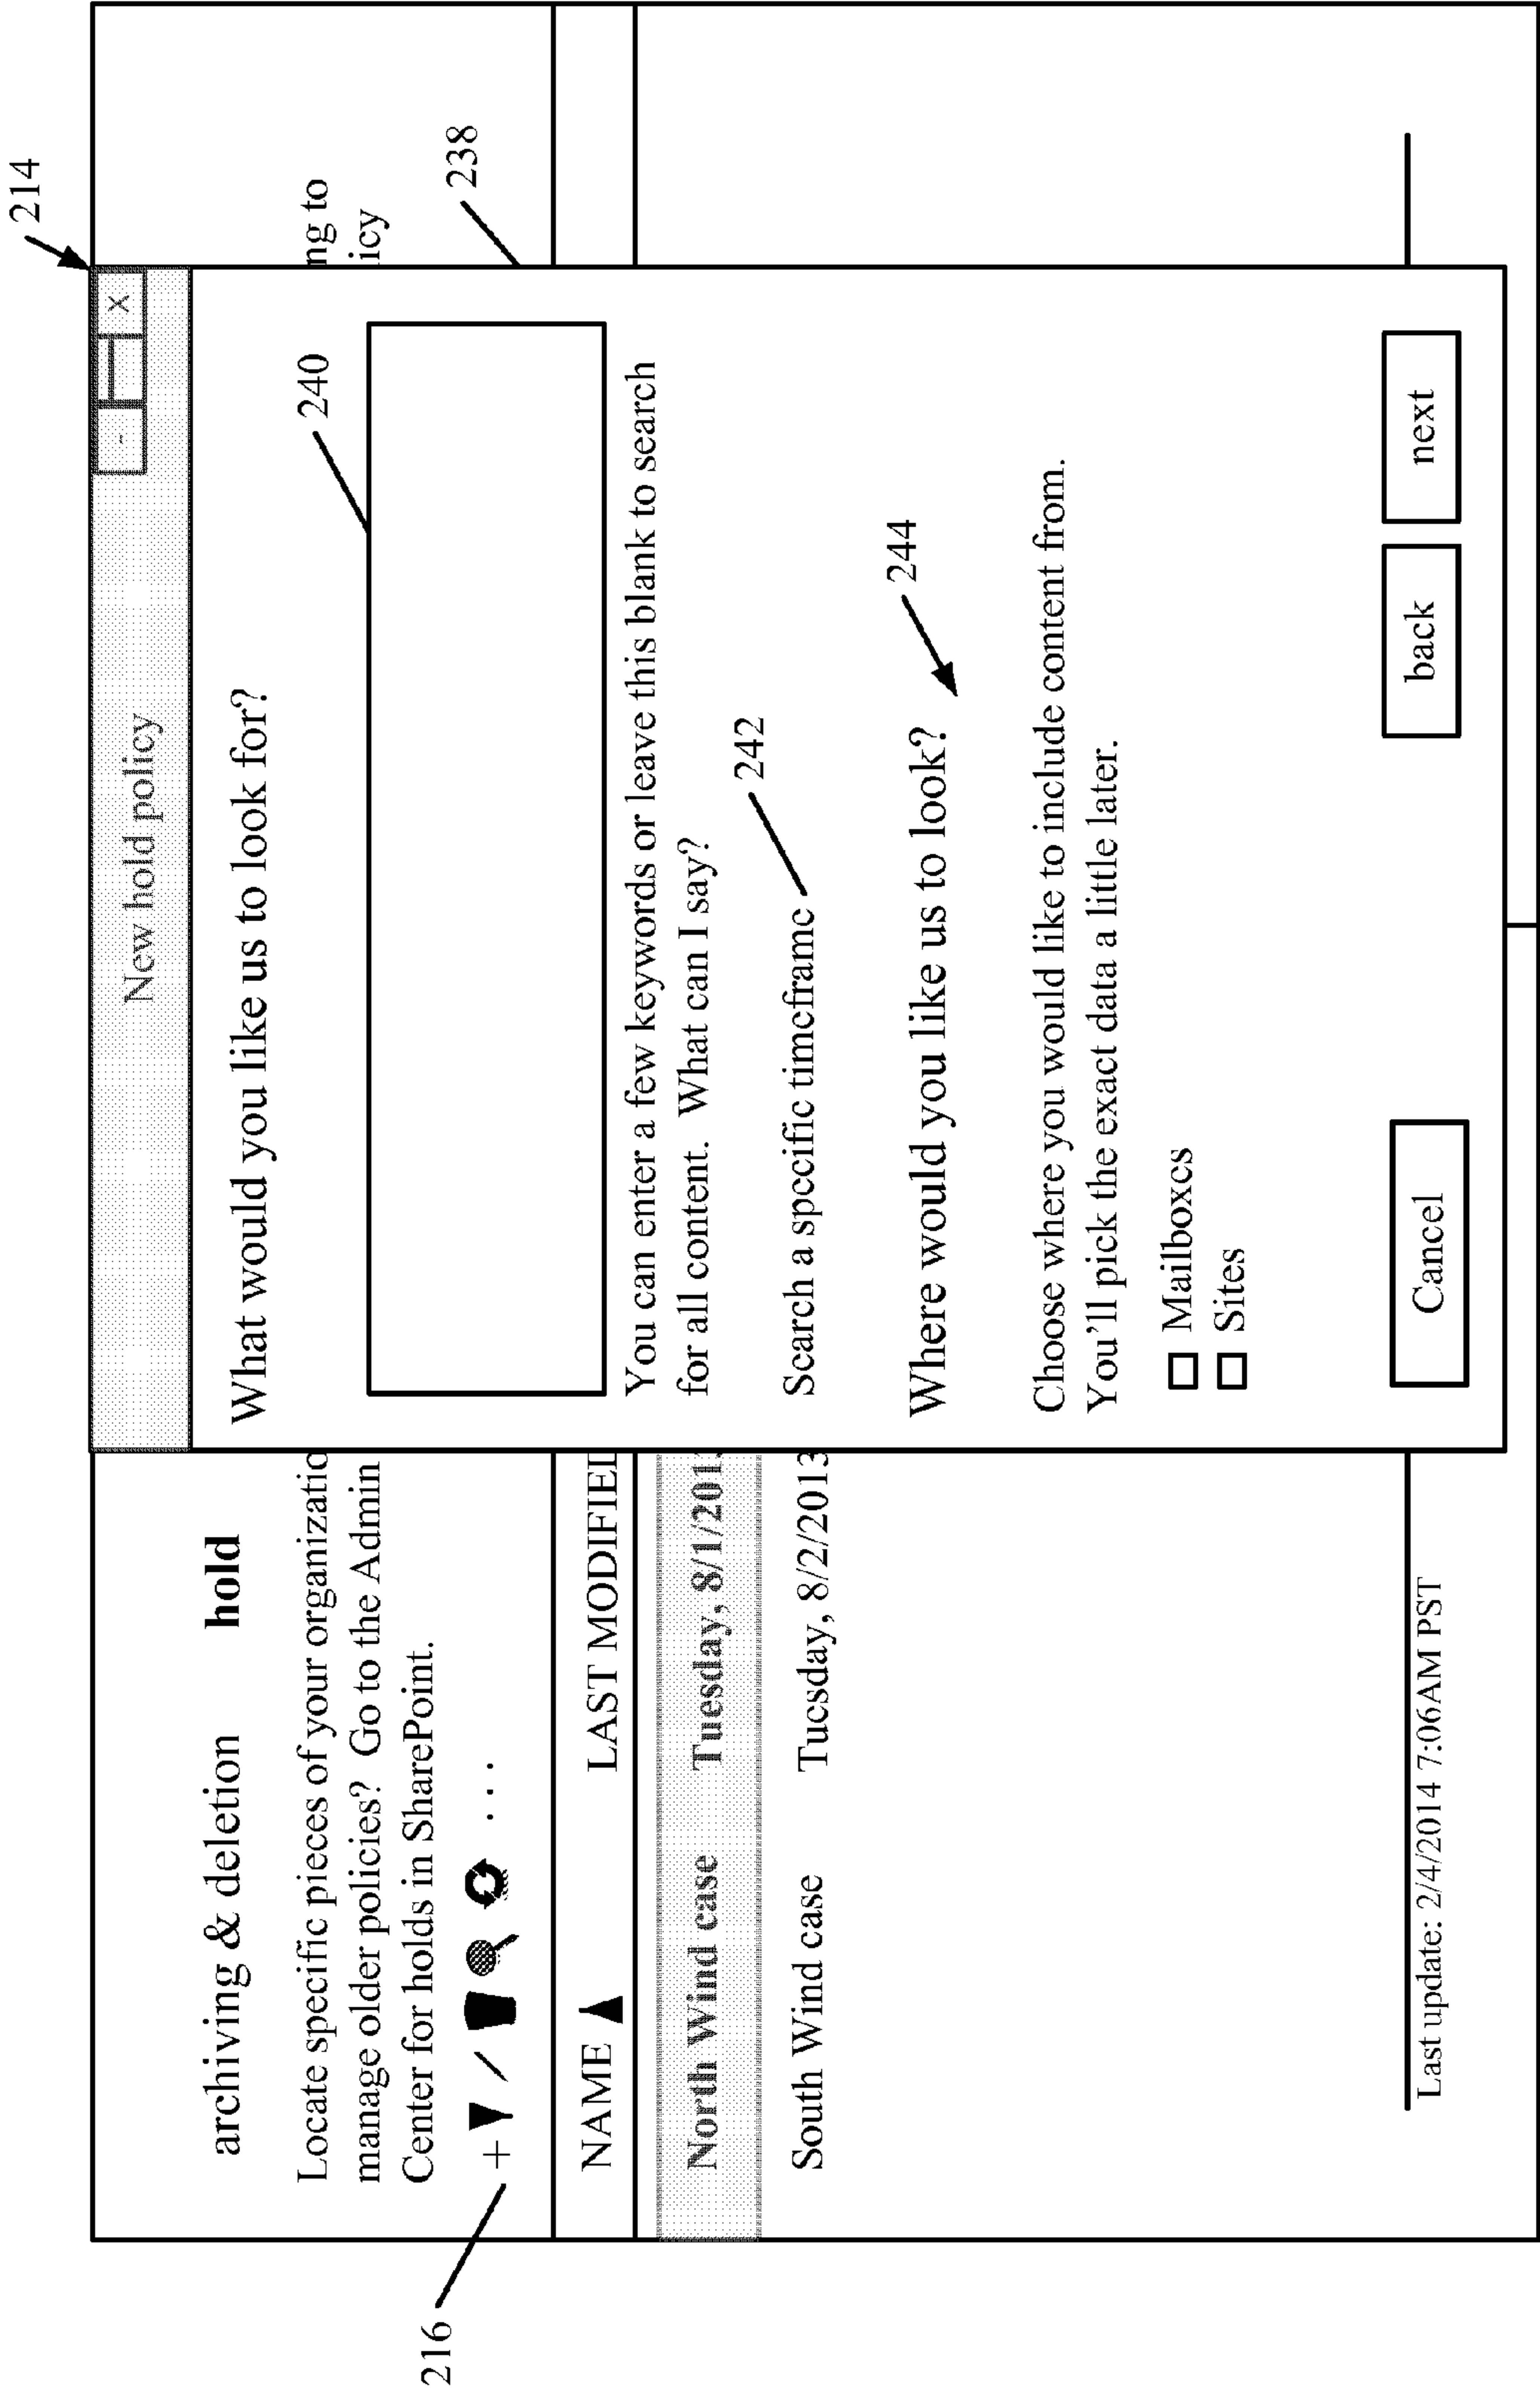 214
archiving & deletion hold
Locate specific pieces of your organizatio
manage older policies? Go to the Admin
Center for holds in SharePoint.
ng to
icy
216
+ ...
NAME LAST MODIFIED
North Wind case Tuesday, 8/1/201
South Wind case Tuesday, 8/2/2013
Last update: 2/4/2014 7:06AM PST
New hold policy
- X
238
What would you like us to look for?
240
You can enter a few keywords or leave this blank to search
for all content. What can I say?
Search a specific timeframe
242
Where would you like us to look?
244
Choose where you would like to include content from.
You'll pick the exact data a little later.
Mailboxes
Sites
Cancel back next